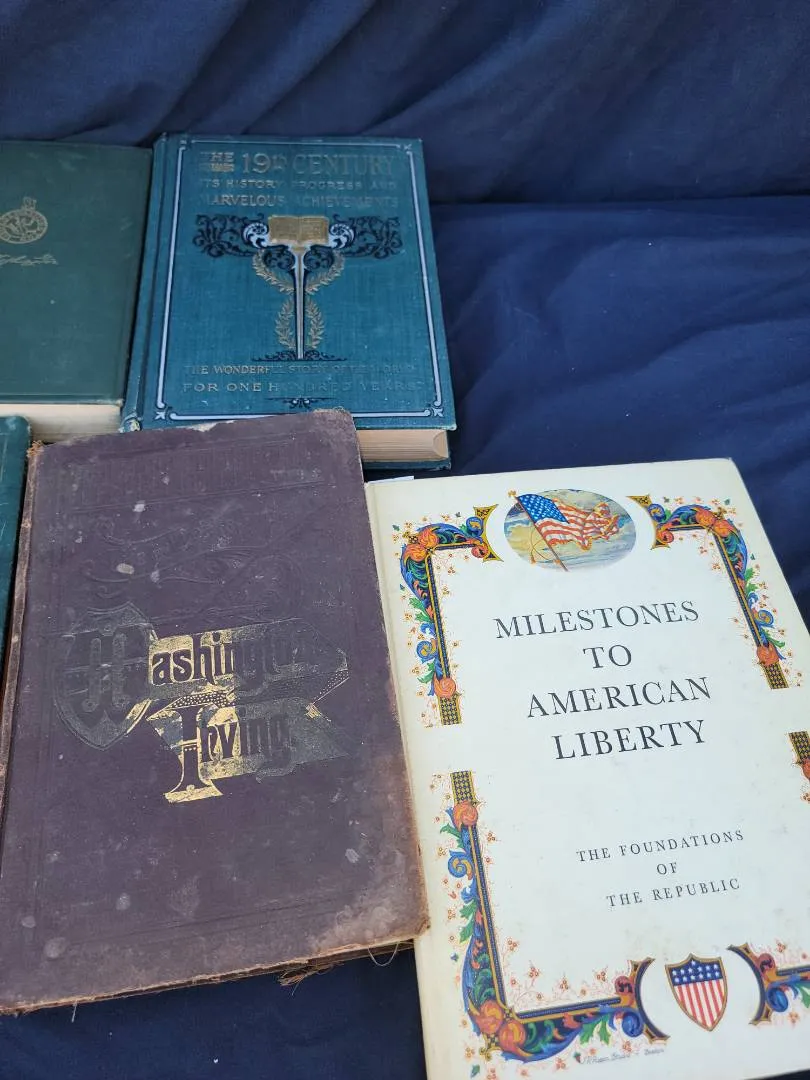 THE 19TH CENTURY
ITS HISTORY PROGRESS AND
MARVELOUS ACHIEVEMENTS
THE WONDERFUL STORY OF THE WORLD
FOR ONE HUNDRED YEARS
Washington
Irving
MILESTONES
TO
AMERICAN
LIBERTY
THE FOUNDATIONS
OF
THE REPUBLIC